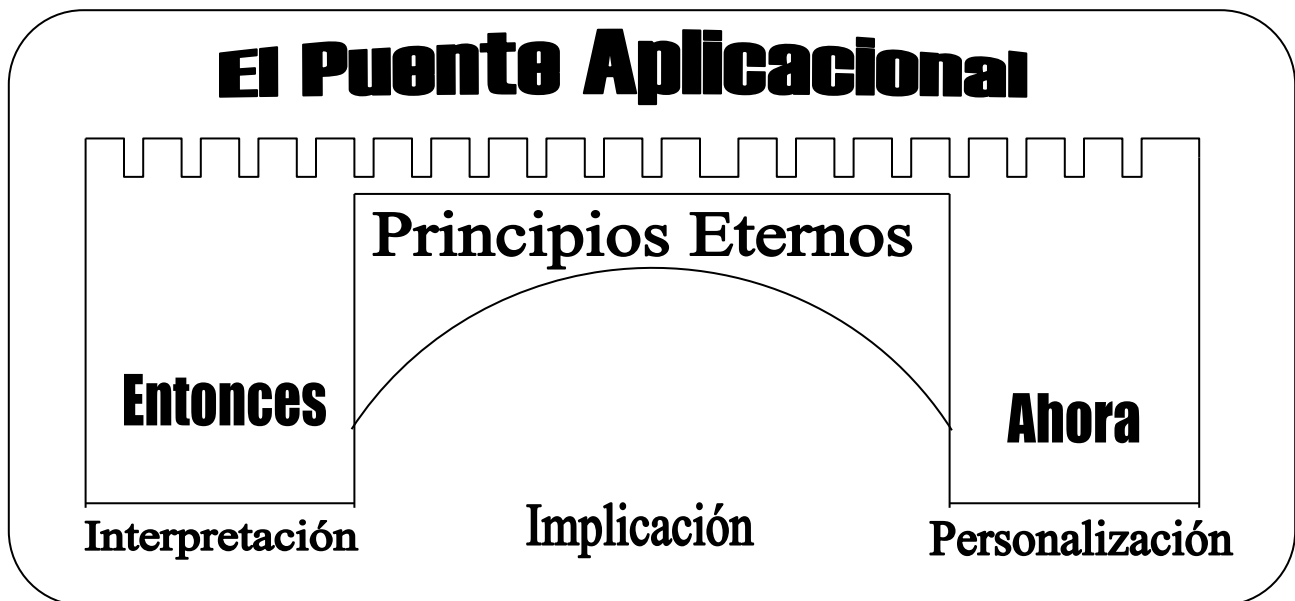 El Puente Aplicacional
Principios Eternos
Entonces
Ahora
Interpretación
Implicación
Personalización